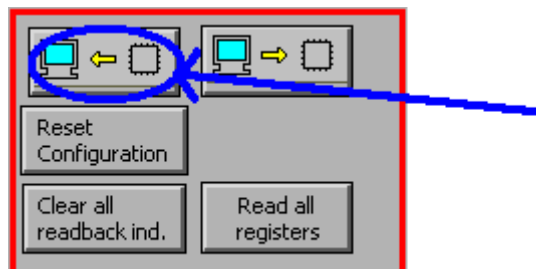 Reset
Configuration
Clear all
readback ind.
Read all
registers